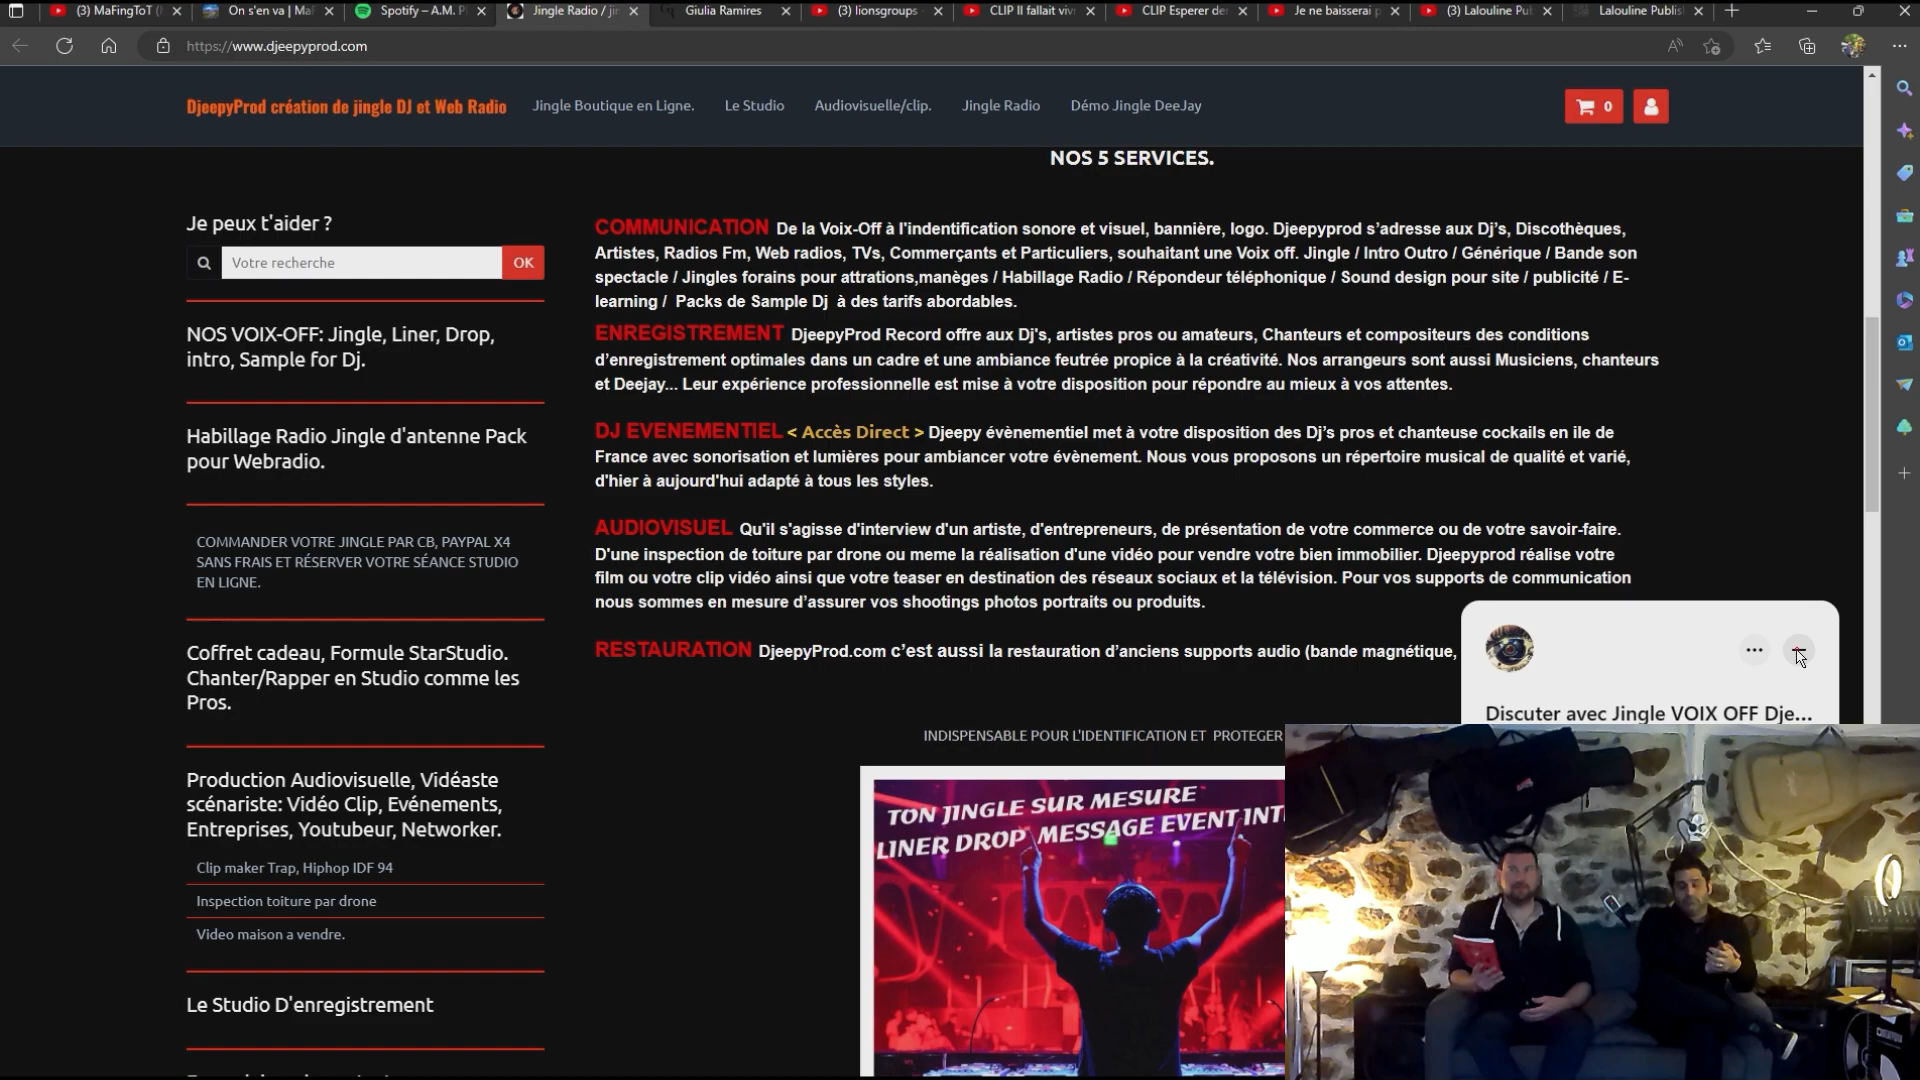 (3) MaFingToT (
On s'en va | Ma
Spotify – A.M. P
Jingle Radio / jin
Giulia Ramires
(3) lionsgroups -
CLIP Il fallait viv
CLIP Esperer de
Je ne baisserai p
(3) Lalouline Pu
Lalouline Publis
https://www.djeepyprod.com
DjeepyProd création de jingle DJ et Web Radio
Jingle Boutique en Ligne.
Le Studio
Audiovisuelle/clip.
Jingle Radio
Démo Jingle DeeJay
0
Je peux t'aider ?
Votre recherche
OK
NOS VOIX-OFF: Jingle, Liner, Drop,
intro, Sample for Dj.
Habillage Radio Jingle d'antenne Pack
pour Webradio.
COMMANDER VOTRE JINGLE PAR CB, PAYPAL X4
SANS FRAIS ET RÉSERVER VOTRE SÉANCE STUDIO
EN LIGNE.
Coffret cadeau, Formule StarStudio.
Chanter/Rapper en Studio comme les
Pros.
Production Audiovisuelle, Vidéaste
scénariste: Vidéo Clip, Evénements,
Entreprises, Youtubeur, Networker.
Clip maker Trap, Hiphop IDF 94
Inspection toiture par drone
Video maison a vendre.
Le Studio D'enregistrement
NOS 5 SERVICES.
COMMUNICATION De la Voix-Off à l'indentification sonore et visuel, bannière, logo. Djeepyprod s’adresse aux Dj’s, Discothèques,
Artistes, Radios Fm, Web radios, TVs, Commerçants et Particuliers, souhaitant une Voix off. Jingle / Intro Outro / Générique / Bande son
spectacle / Jingles forains pour attrations,manèges / Habillage Radio / Répondeur téléphonique / Sound design pour site / publicité / E-
learning / Packs de Sample Dj à des tarifs abordables.
ENREGISTREMENT DjeepyProd Record offre aux Dj's, artistes pros ou amateurs, Chanteurs et compositeurs des conditions
d’enregistrement optimales dans un cadre et une ambiance feutrée propice à la créativité. Nos arrangeurs sont aussi Musiciens, chanteurs
et Deejay... Leur expérience professionnelle est mise à votre disposition pour répondre au mieux à vos attentes.
DJ EVENEMENTIEL < Accès Direct > Djeepy évènementiel met à votre disposition des Dj’s pros et chanteuse cockails en ile de
France avec sonorisation et lumières pour ambiancer votre évènement. Nous vous proposons un répertoire musical de qualité et varié,
d'hier à aujourd'hui adapté à tous les styles.
AUDIOVISUEL Qu'il s'agisse d'interview d'un artiste, d'entrepreneurs, de présentation de votre commerce ou de votre savoir-faire.
D'une inspection de toiture par drone ou meme la réalisation d'une vidéo pour vendre votre bien immobilier. Djeepyprod réalise votre
film ou votre clip vidéo ainsi que votre teaser en destination des réseaux sociaux et la télévision. Pour vos supports de communication
nous sommes en mesure d’assurer vos shootings photos portraits ou produits.
RESTAURATION DjeepyProd.com c’est aussi la restauration d’anciens supports audio (bande magnétique,
Discuter avec Jingle VOIX OFF Dje...
INDISPENSABLE POUR L'IDENTIFICATION ET PROTEGER
TON JINGLE SUR MESURE
LINER DROP MESSAGE EVENT INT